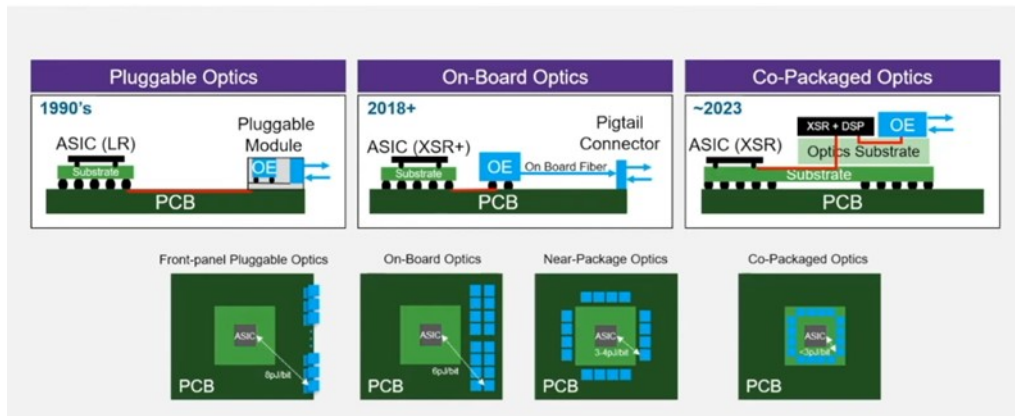 Pluggable Optics
1990's
ASIC (LR)
Pluggable
Module
OE
Substrate
PCB
On-Board Optics
2018+
ASIC (XSR+)
Pigtail
Connector
OE
On Board Fiber
Substrate
PCB
Co-Packaged Optics
~2023
XSR + DSP
OE
ASIC (XSR)
Optics Substrate
Substrate
PCB
Front-panel Pluggable Optics
ASIC
8pJ/bit
PCB
On-Board Optics
ASIC
6pJ/bit
PCB
Near-Package Optics
ASIC
3-4pJ/bit
PCB
Co-Packaged Optics
ASIC
<3pJ/bit
PCB